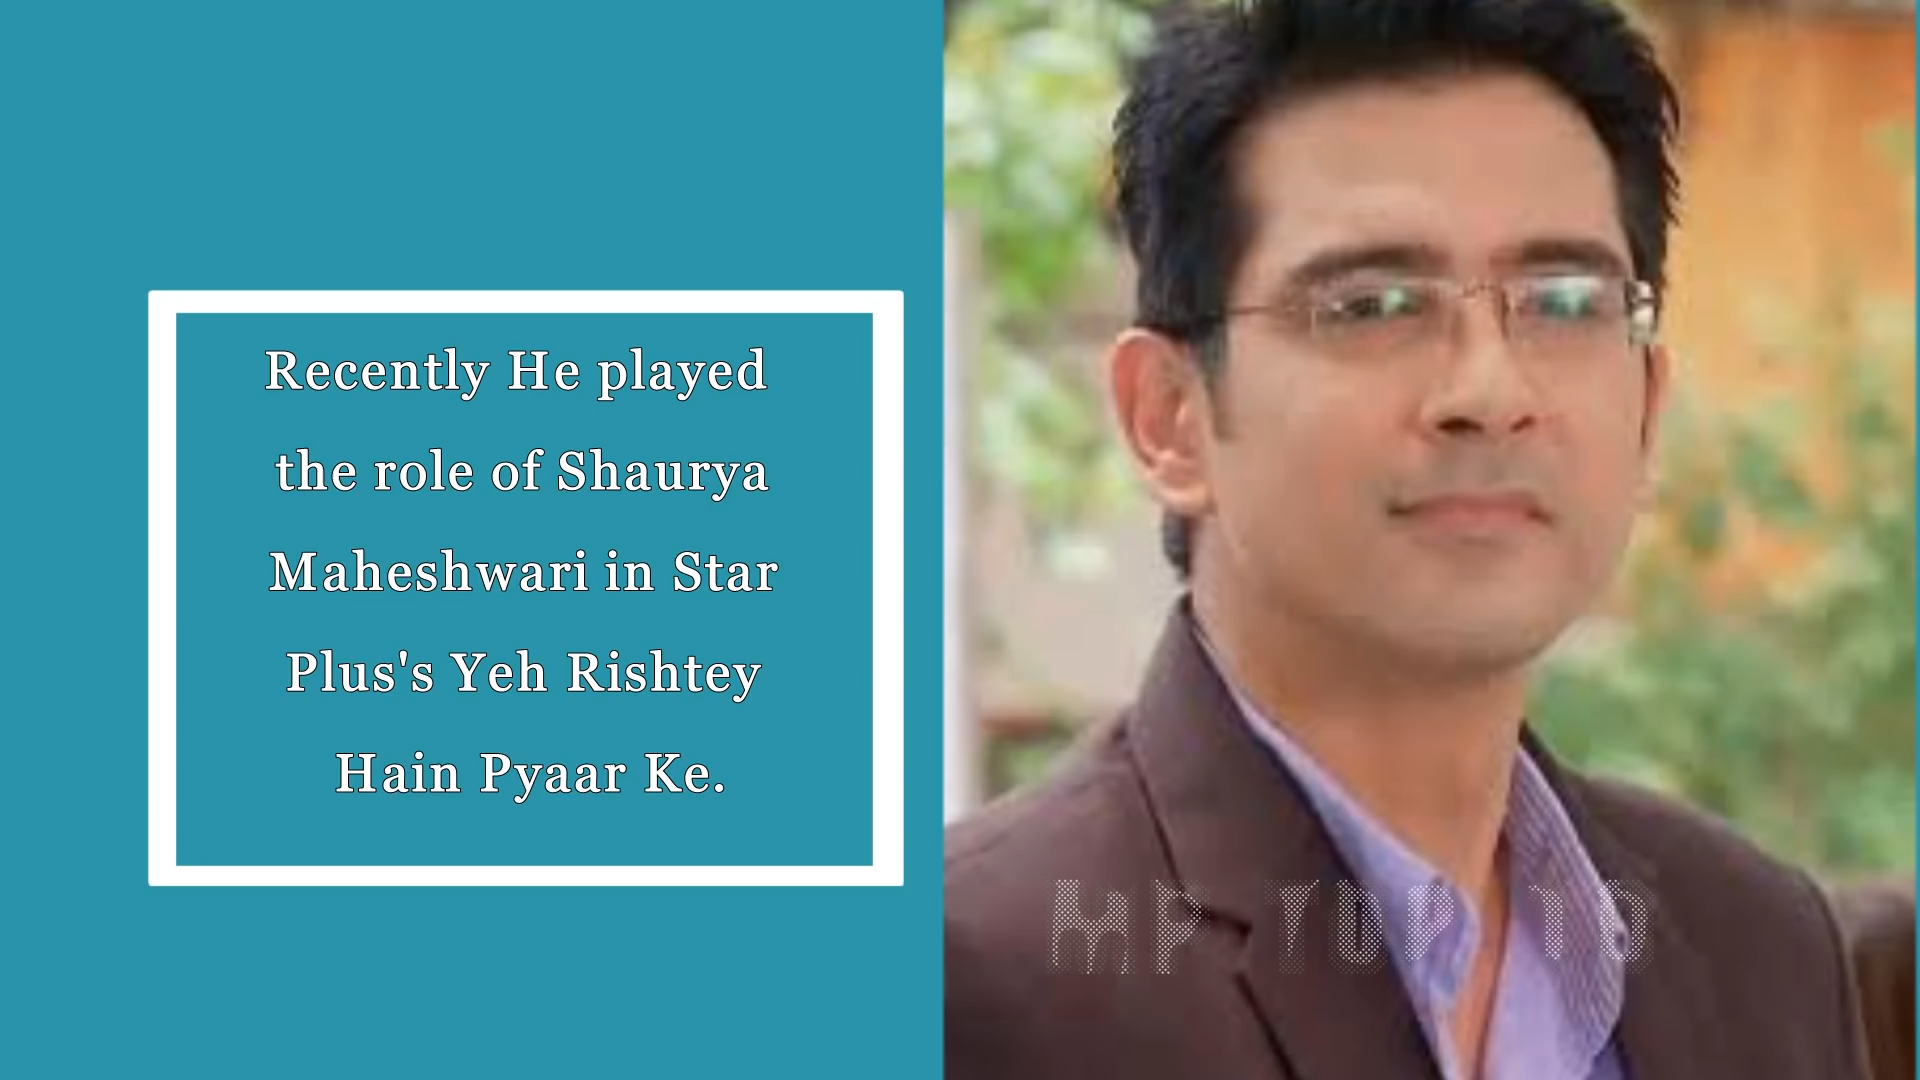 Recently He played
the role of Shaurya
Maheshwari in Star
Plus's Yeh Rishtey
Hain Pyaar Ke.
MP TOP 10